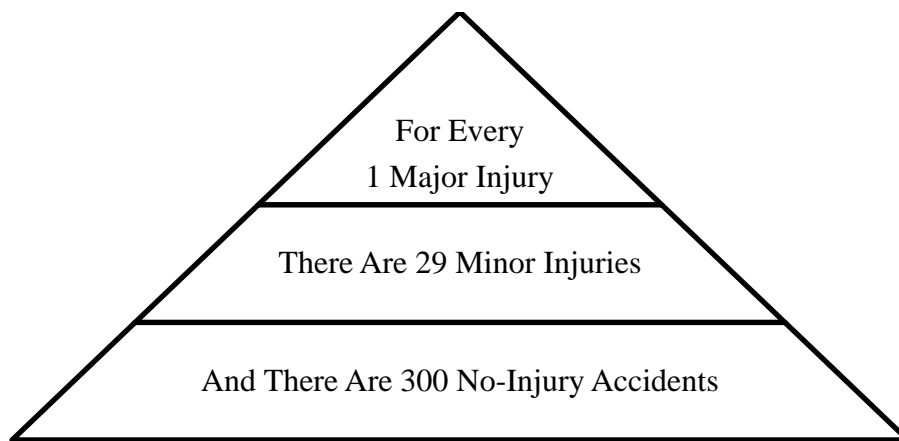 For Every
1 Major Injury
There Are 29 Minor Injuries
And There Are 300 No-Injury Accidents